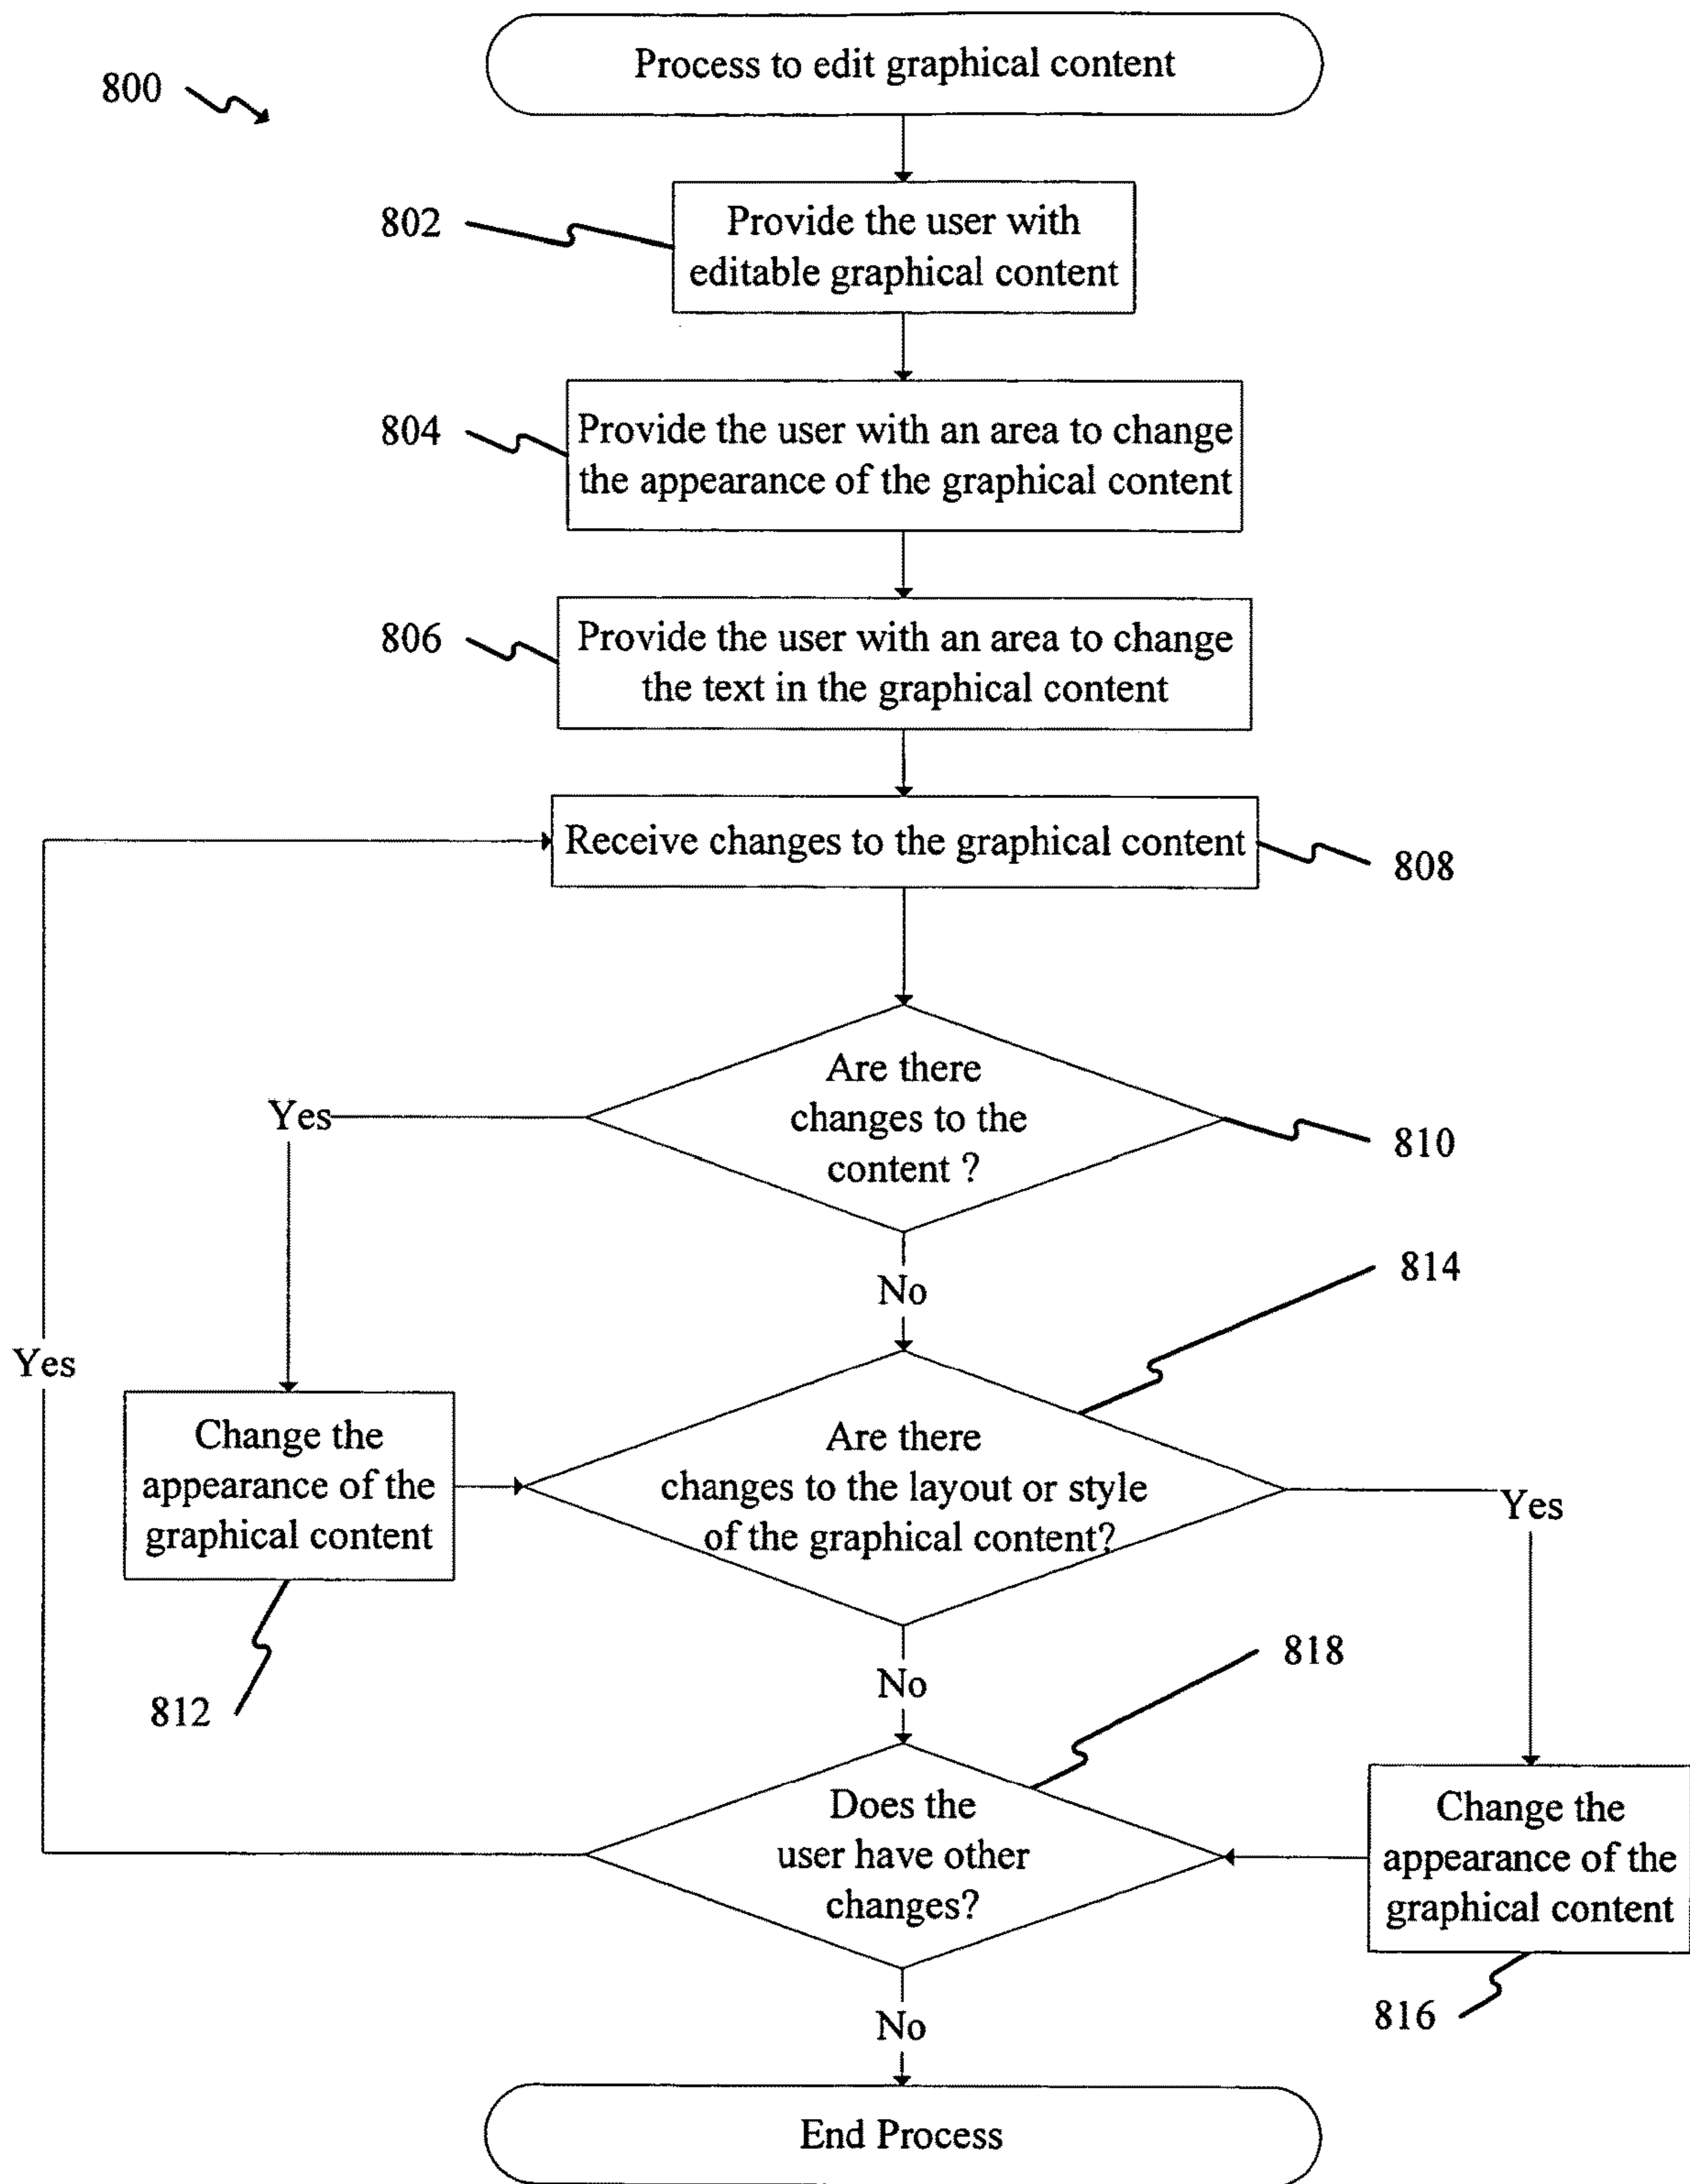 Process to edit graphical content
800
802
Provide the user with
editable graphical content
804
Provide the user with an area to change
the appearance of the graphical content
806
Provide the user with an area to change
the text in the graphical content
Receive changes to the graphical content
808
Are there
changes to the
content ?
Yes
810
No
814
Yes
Change the
appearance of the
graphical content
Are there
changes to the layout or style
of the graphical content?
Yes
812
No
818
Does the
user have other
changes?
Change the
appearance of the
graphical content
816
No
End Process